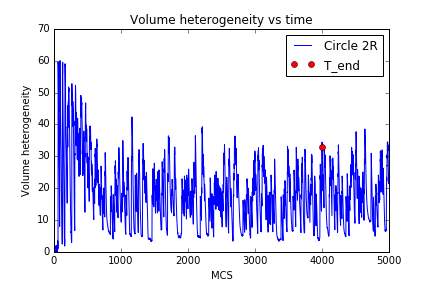 Volume heterogeneity vs time
70
60
50
40
30
20
10
0
Volume heterogeneity
Circle 2R
T_end
0 1000 2000 3000 4000 5000
MCS